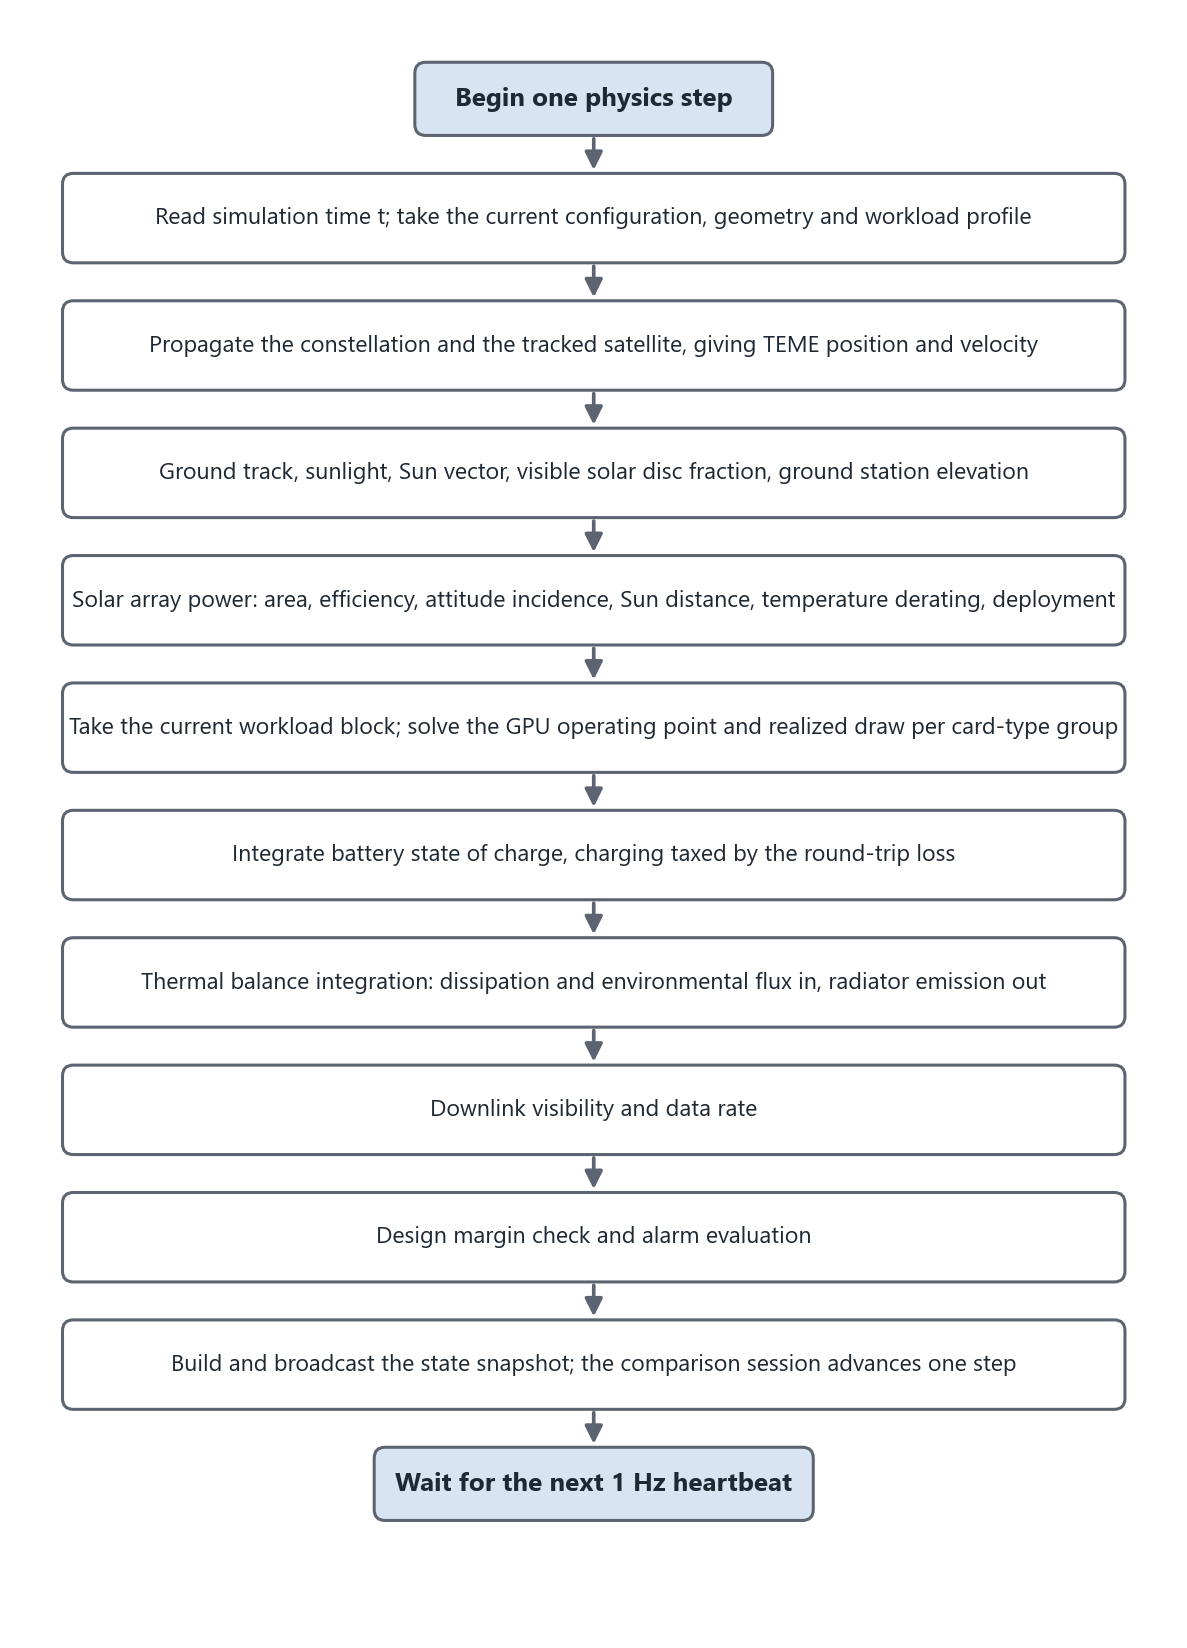 Begin one physics step
Read simulation time t; take the current configuration, geometry and workload profile
Propagate the constellation and the tracked satellite, giving TEME position and velocity
Ground track, sunlight, Sun vector, visible solar disc fraction, ground station elevation
Solar array power: area, efficiency, attitude incidence, Sun distance, temperature derating, deployment
Take the current workload block; solve the GPU operating point and realized draw per card-type group
Integrate battery state of charge, charging taxed by the round-trip loss
Thermal balance integration: dissipation and environmental flux in, radiator emission out
Downlink visibility and data rate
Design margin check and alarm evaluation
Build and broadcast the state snapshot; the comparison session advances one step
Wait for the next 1 Hz heartbeat